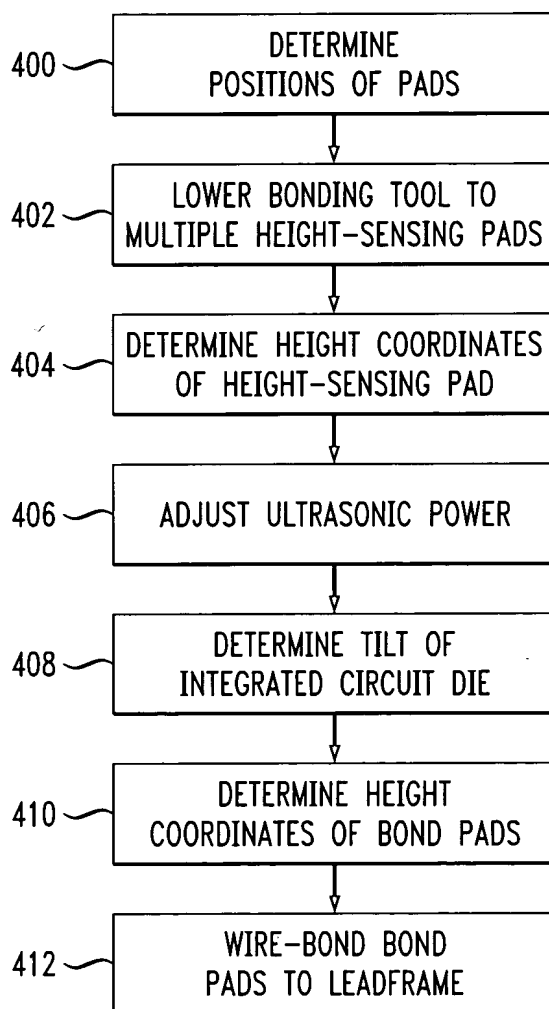 400
DETERMINE
POSITIONS OF PADS
402
LOWER BONDING TOOL TO
MULTIPLE HEIGHT-SENSING PADS
404
DETERMINE HEIGHT COORDINATES
OF HEIGHT-SENSING PAD
406
ADJUST ULTRASONIC POWER
408
DETERMINE TILT OF
INTEGRATED CIRCUIT DIE
410
DETERMINE HEIGHT
COORDINATES OF BOND PADS
412
WIRE-BOND BOND
PADS TO LEADFRAME